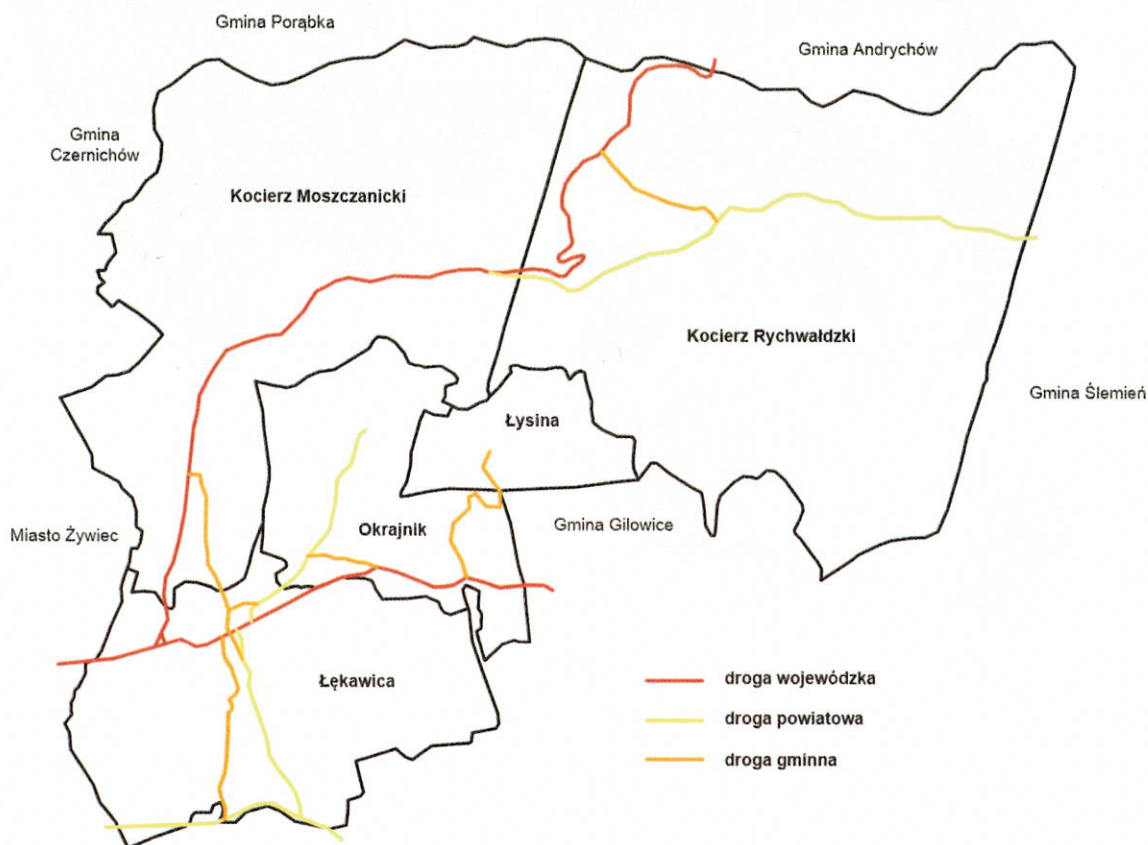 Gmina Porąbka
Gmina Andrychów
Gmina
Czernichów
Kocierz Moszczanicki
Kocierz Rychwałdzki
Gmina Ślemień
Łysina
Miasto Żywiec
Okrajnik
Gmina Gilowice
Łękawica
droga wojewódzka
droga powiatowa
droga gminna